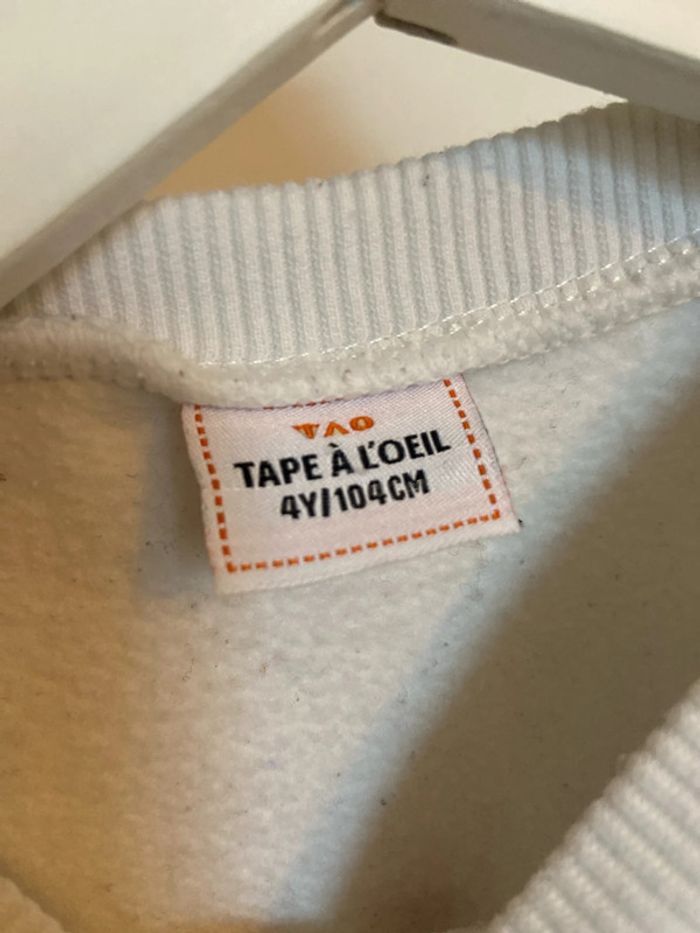 TAO
TAPE À L'OEIL
4Y/104CM